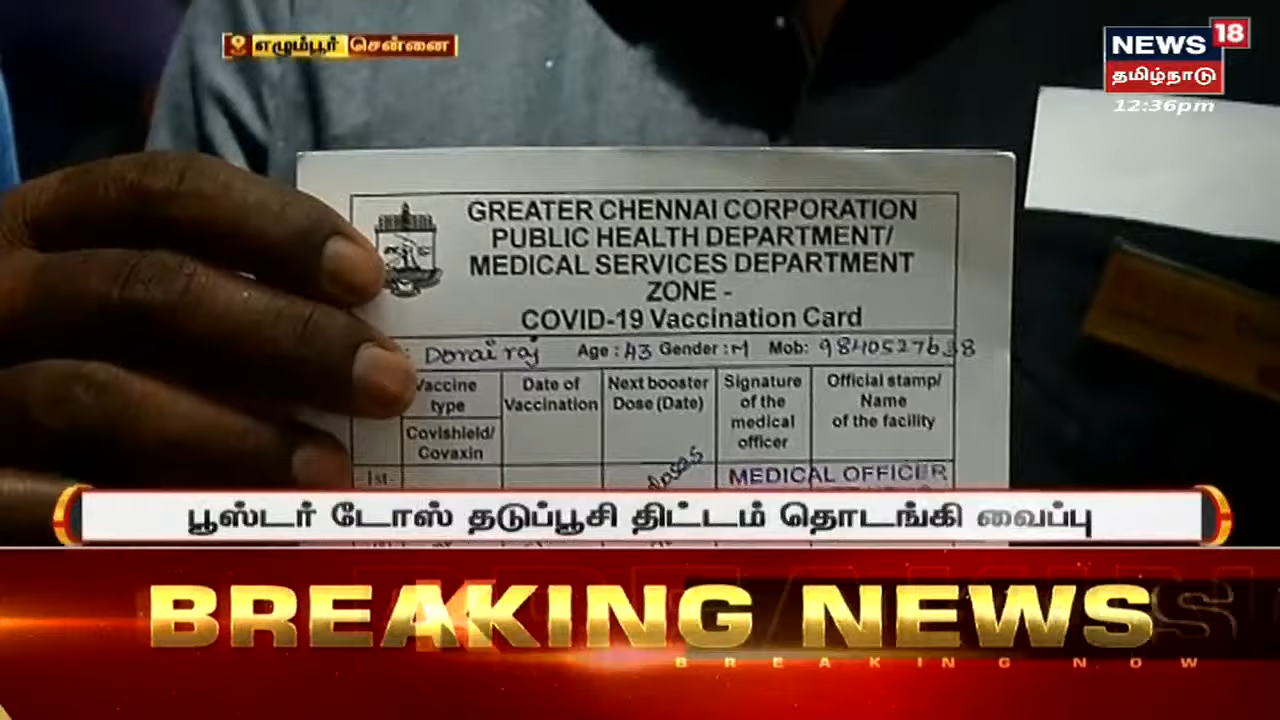 எழும்பூர் சென்னை
NEWS 18
தமிழ்நாடு
12:36pm
GREATER CHENNAI CORPORATION
PUBLIC HEALTH DEPARTMENT/
MEDICAL SERVICES DEPARTMENT
ZONE -
COVID-19 Vaccination Card
: Dorairaj Age : 43 Gender : M Mob: 9840527638
Vaccine type
Date of Vaccination
Next booster Dose (Date)
Signature of the medical officer
Official stamp/ Name of the facility
Covishield/ Covaxin
1st-
Doses
MEDICAL OFFICER
பூஸ்டர் டோஸ் தடுப்பூசி திட்டம் தொடங்கி வைப்பு
BREAKING NEWS
BREAKING NOW